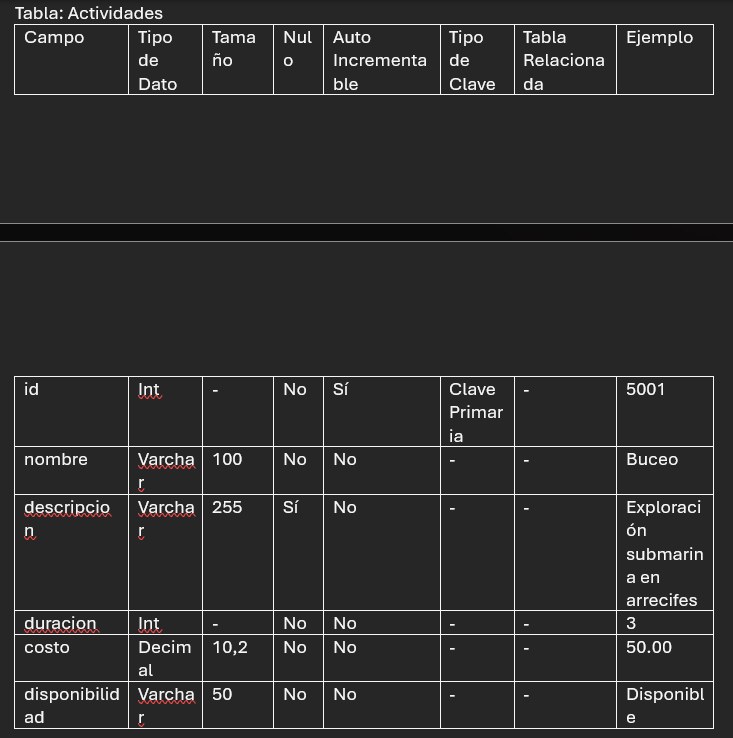 Tabla: Actividades
Campo Tipo de Dato Tamaño Nulo Auto Incrementable Tipo de Clave Tabla Relacionada Ejemplo
id Int - No Sí Clave Primaria - 5001
nombre Varchar 100 No No - - Buceo
descripcion Varchar 255 Sí No - - Exploración submarina en arrecifes
duracion Int - No No - - 3
costo Decimal 10,2 No No - - 50.00
disponibilidad Varchar 50 No No - - Disponible